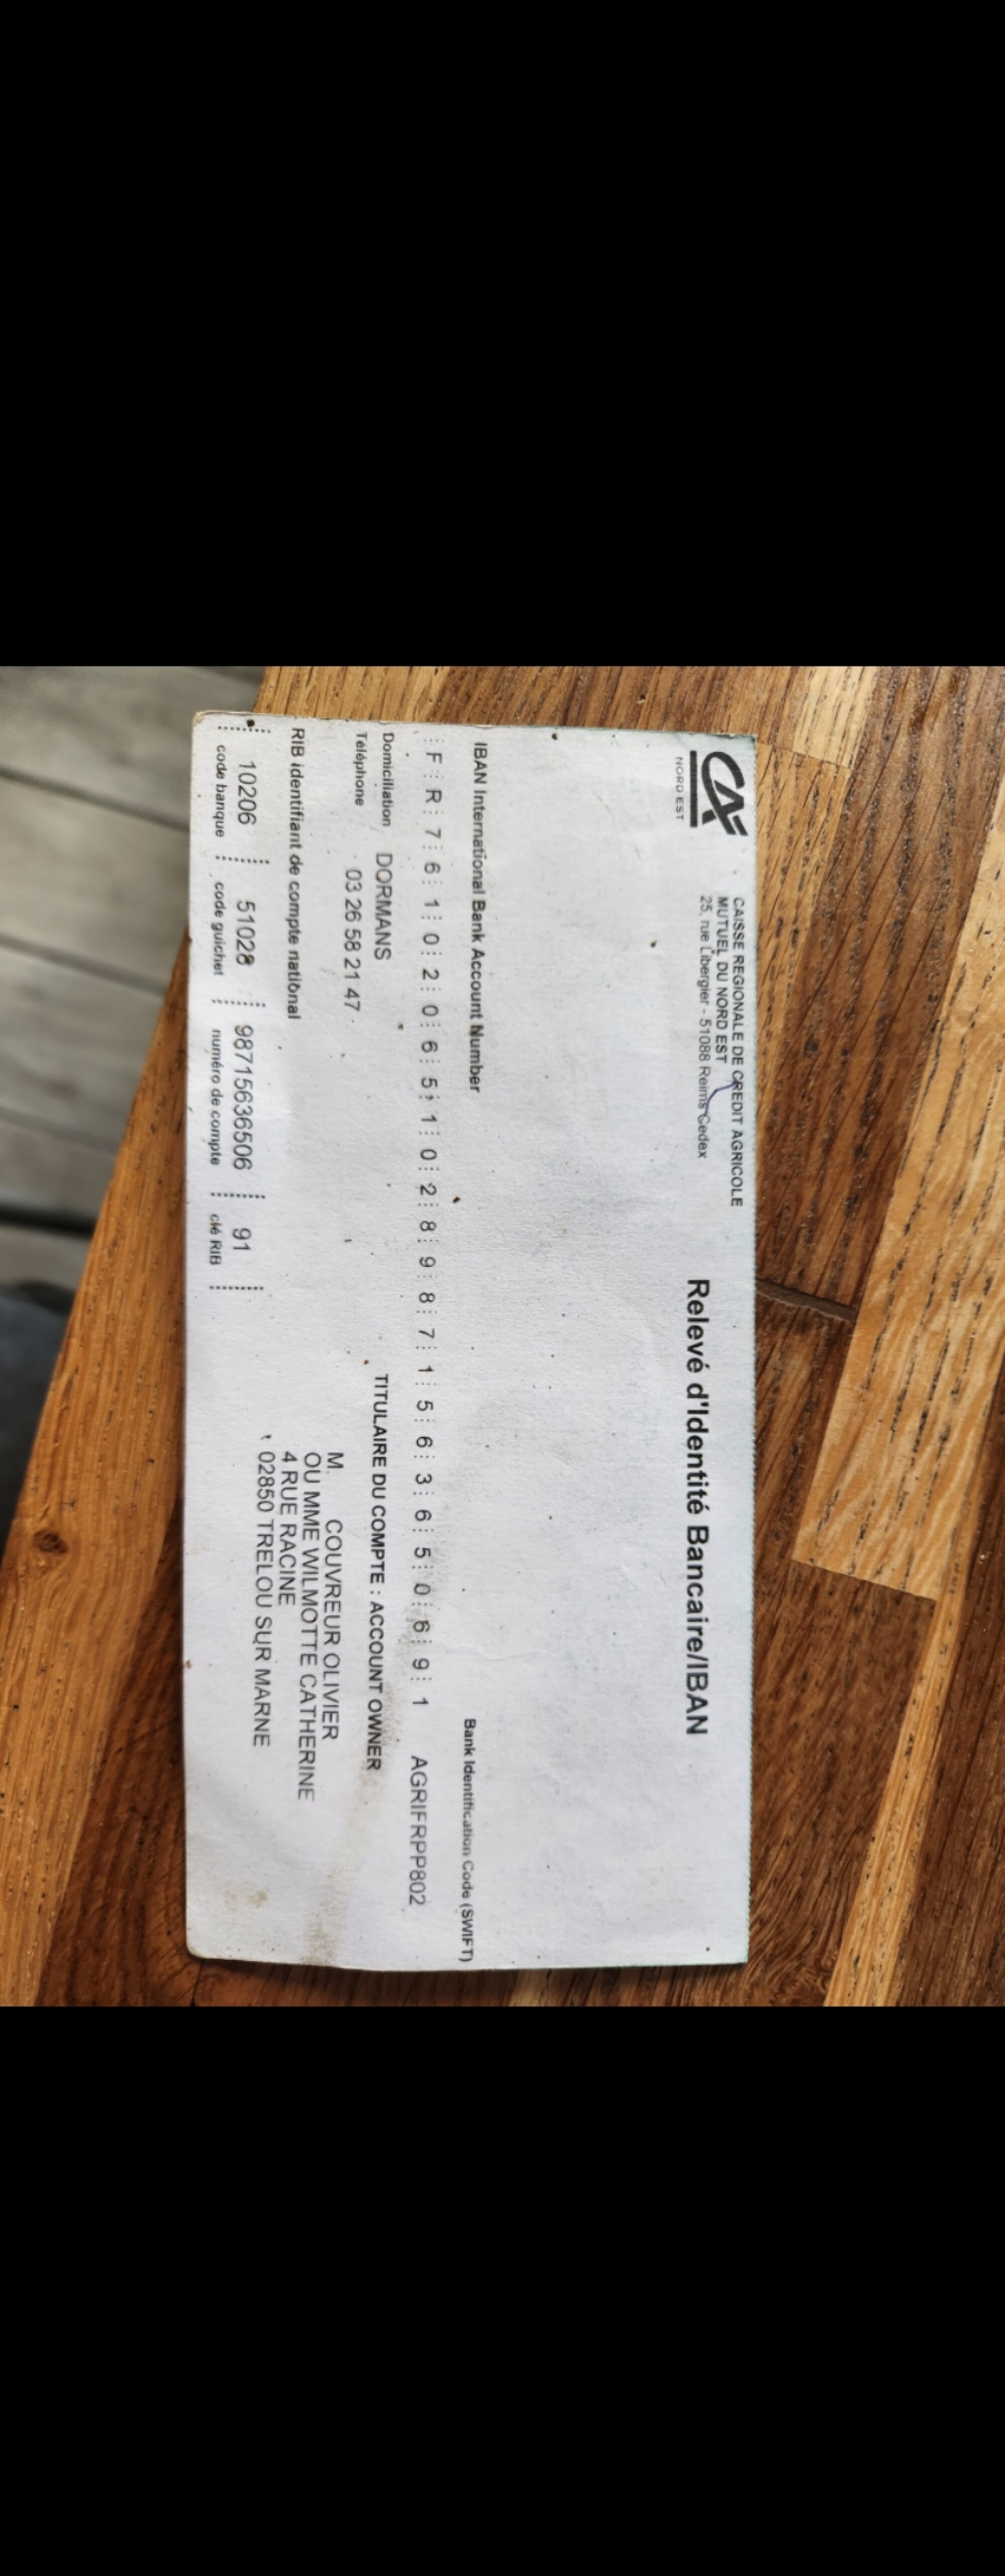 CA
NORD EST
CAISSE REGIONALE DE CREDIT AGRICOLE
MUTUEL DU NORD EST
25, rue Libergier - 51088 Reims Cedex
Relevé d'Identité Bancaire/IBAN
IBAN International Bank Account Number
Bank Identification Code (SWIFT)
F R 7 6 1 0 2 0 6 5 1 0 2 8 9 8 7 1 5 6 3 6 5 0 6 9 1 AGRIFRPP802
Domiciliation DORMANS
Téléphone 03 26 58 21 47
TITULAIRE DU COMPTE : ACCOUNT OWNER
RIB identifiant de compte national
10206 51028 98715636506 91
code banque code guichet numéro de compte clé RIB
M. COUVREUR OLIVIER
OU MME WILMOTTE CATHERINE
4 RUE RACINE
02850 TRELOU SUR MARNE